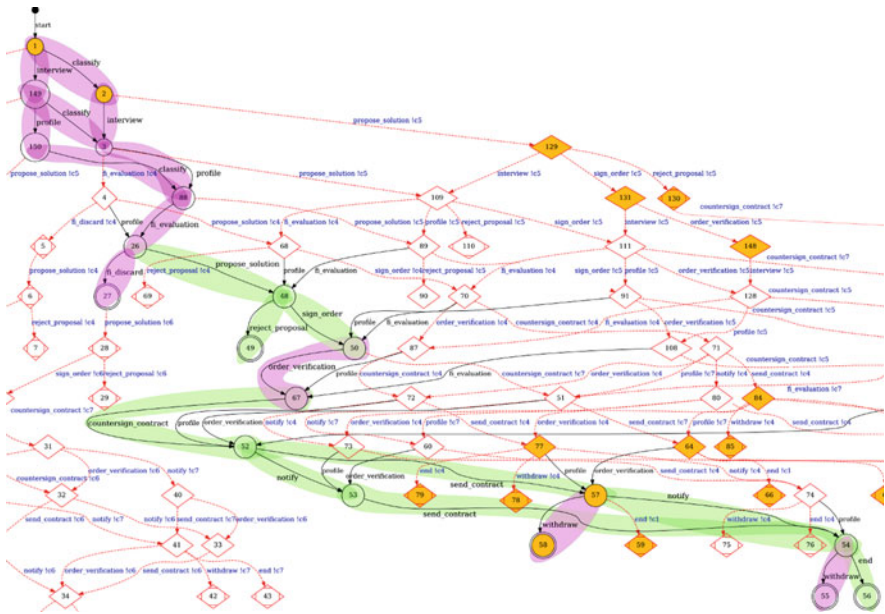 start
1
classify
interview
2
149
classify
interview
propose_solution !c5
profile
129
150
3
classify
profile
propose_solution !c5
interview !c5
sign_order !c5
reject_proposal !c5
propose_solution !c5
fi_evaluation !c4
4
88
109
131
130
countersign_contract !c7
fi_evaluation
fi_discard !c4
profile
propose_solution !c4
fi_evaluation !c4
propose_solution !c5
profile !c5
reject_proposal !c5
sign_order !c5
interview !c5
order_verification !c5
5
26
68
89
110
111
148
propose_solution !c4
fi_discard
propose_solution
reject_proposal !c4
profile
fi_evaluation
sign_order !c4
reject_proposal !c5
fi_evaluation !c4
sign_order !c5
profile !c5
order_verification !c5
interview !c5
countersign_contract !c7
countersign_contract !c5
6
27
69
48
90
70
91
128
reject_proposal !c4
propose_solution !c6
reject_proposal
sign_order
profile
fi_evaluation
order_verification !c4
countersign_contract !c4
fi_evaluation !c4
order_verification !c5
profile !c5
7
28
49
50
87
108
71
sign_order !c6
reject_proposal !c6
order_verification
profile
countersign_contract !c4
fi_evaluation
countersign_contract !c7
order_verification !c4
profile !c7
notify !c4
countersign_contract !c5
fi_evaluation !c7
29
67
72
51
80
84
countersign_contract !c7
countersign_contract
profile
order_verification
notify !c4
notify !c7
order_verification !c4
send_contract !c4
send_contract !c7
profile !c7
withdraw !c4
send_contract !c4
31
52
73
60
77
64
85
countersign_contract !c6
order_verification !c6
notify !c7
notify
profile
order_verification
send_contract
end !c4
withdraw !c4
profile
order_verification
send_contract !c4
notify !c4
end !c1
32
40
53
79
78
57
66
74
send_contract !c6
notify !c7
notify !c6
send_contract !c7
order_verification !c6
send_contract
withdraw
end !c1
notify
withdraw !c4
end !c4
profile
41
33
58
59
75
76
54
notify !c6
order_verification !c6
send_contract !c6
withdraw !c7
end !c7
withdraw
end
34
42
43
55
56